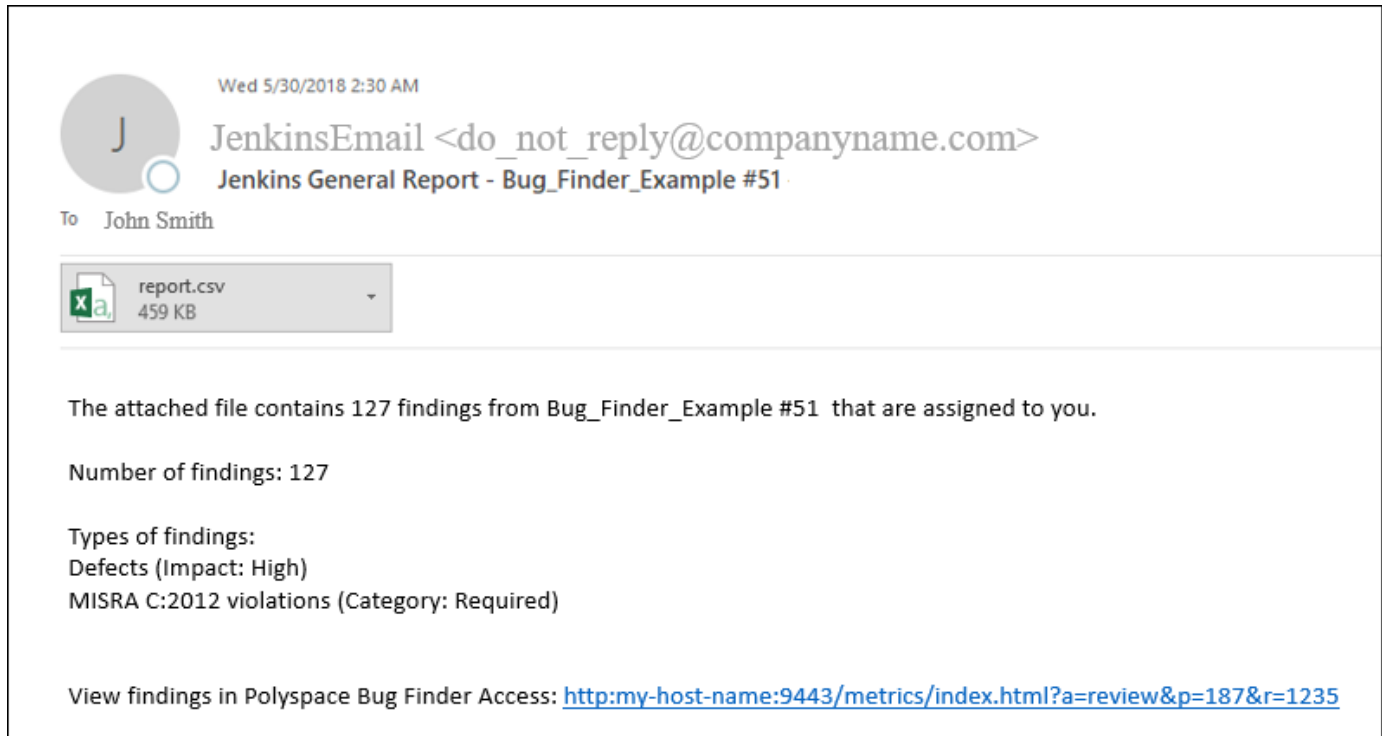 Wed 5/30/2018 2:30 AM
J
JenkinsEmail <do_not_reply@companyname.com>
Jenkins General Report - Bug_Finder_Example #51
To John Smith
report.csv
459 KB
The attached file contains 127 findings from Bug_Finder_Example #51 that are assigned to you.
Number of findings: 127
Types of findings:
Defects (Impact: High)
MISRA C:2012 violations (Category: Required)
View findings in Polyspace Bug Finder Access: http:my-host-name:9443/metrics/index.html?a=review&p=187&r=1235